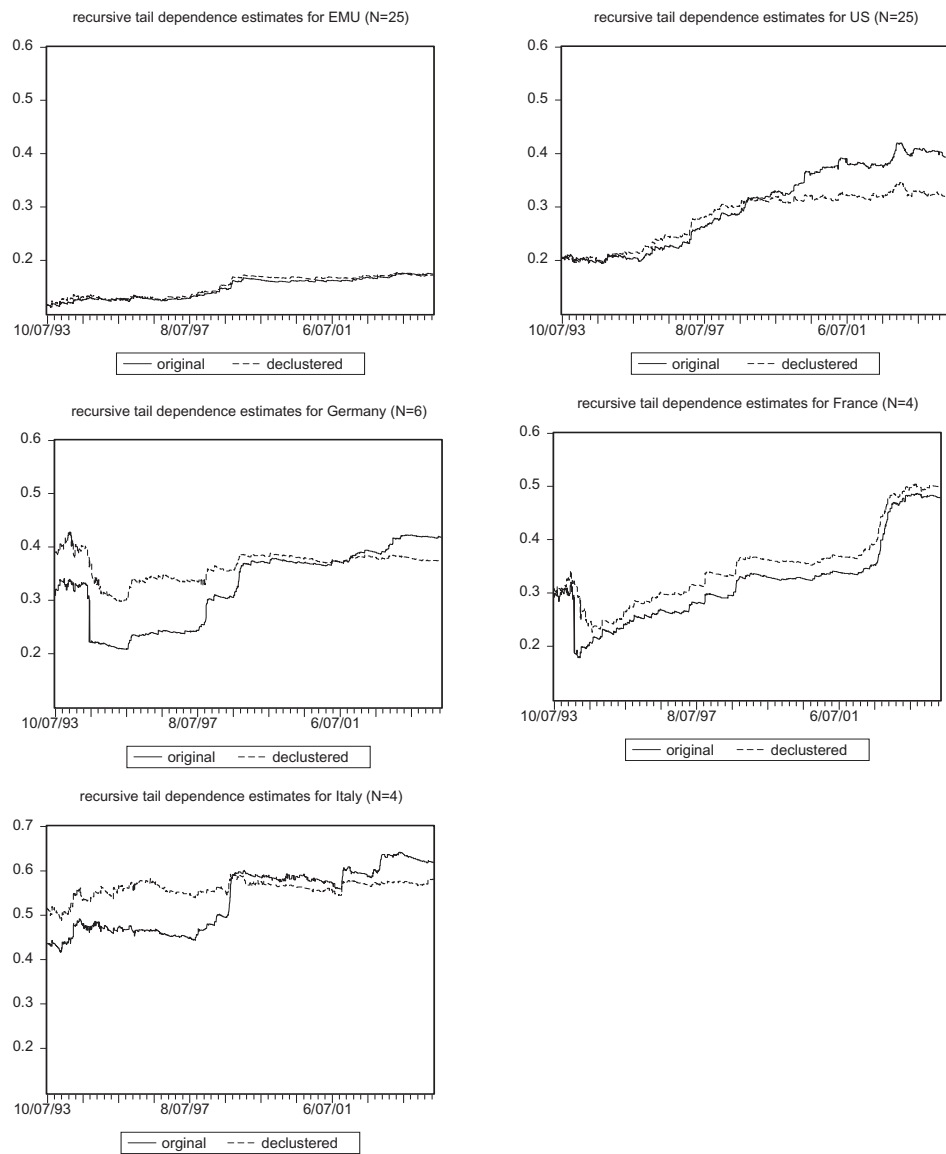 recursive tail dependence estimates for EMU (N=25)
0.6
0.5
0.4
0.3
0.2
10/07/93 8/07/97 6/07/01
original declustered
recursive tail dependence estimates for US (N=25)
0.6
0.5
0.4
0.3
0.2
10/07/93 8/07/97 6/07/01
original declustered
recursive tail dependence estimates for Germany (N=6)
0.6
0.5
0.4
0.3
0.2
10/07/93 8/07/97 6/07/01
original declustered
recursive tail dependence estimates for France (N=4)
0.6
0.5
0.4
0.3
0.2
10/07/93 8/07/97 6/07/01
original declustered
recursive tail dependence estimates for Italy (N=4)
0.7
0.6
0.5
0.4
0.3
0.2
10/07/93 8/07/97 6/07/01
orginal declustered